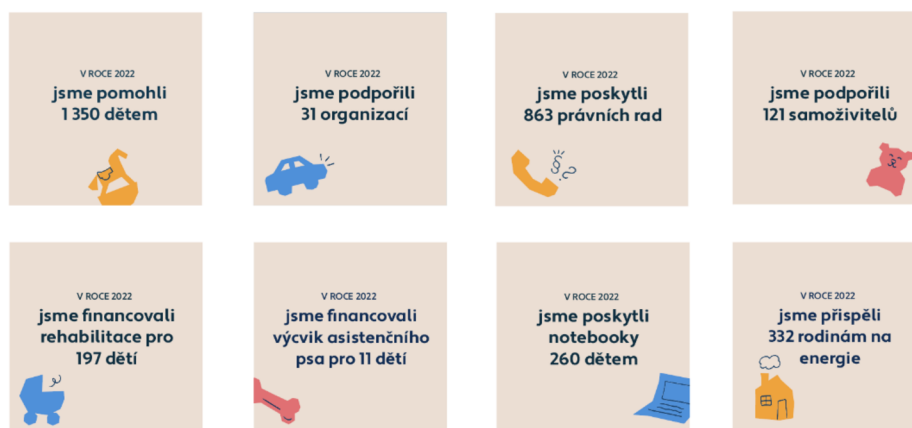 V ROCE 2022
jsme pomohli
1 350 dětem
V ROCE 2022
jsme podpořili
31 organizací
V ROCE 2022
jsme poskytli
863 právních rad
§?
V ROCE 2022
jsme podpořili
121 samoživitelů
V ROCE 2022
jsme financovali
rehabilitace pro
197 dětí
V ROCE 2022
jsme financovali
výcvik asistenčního
psa pro 11 dětí
V ROCE 2022
jsme poskytli
notebooky
260 dětem
V ROCE 2022
jsme přispěli
332 rodinám na
energie